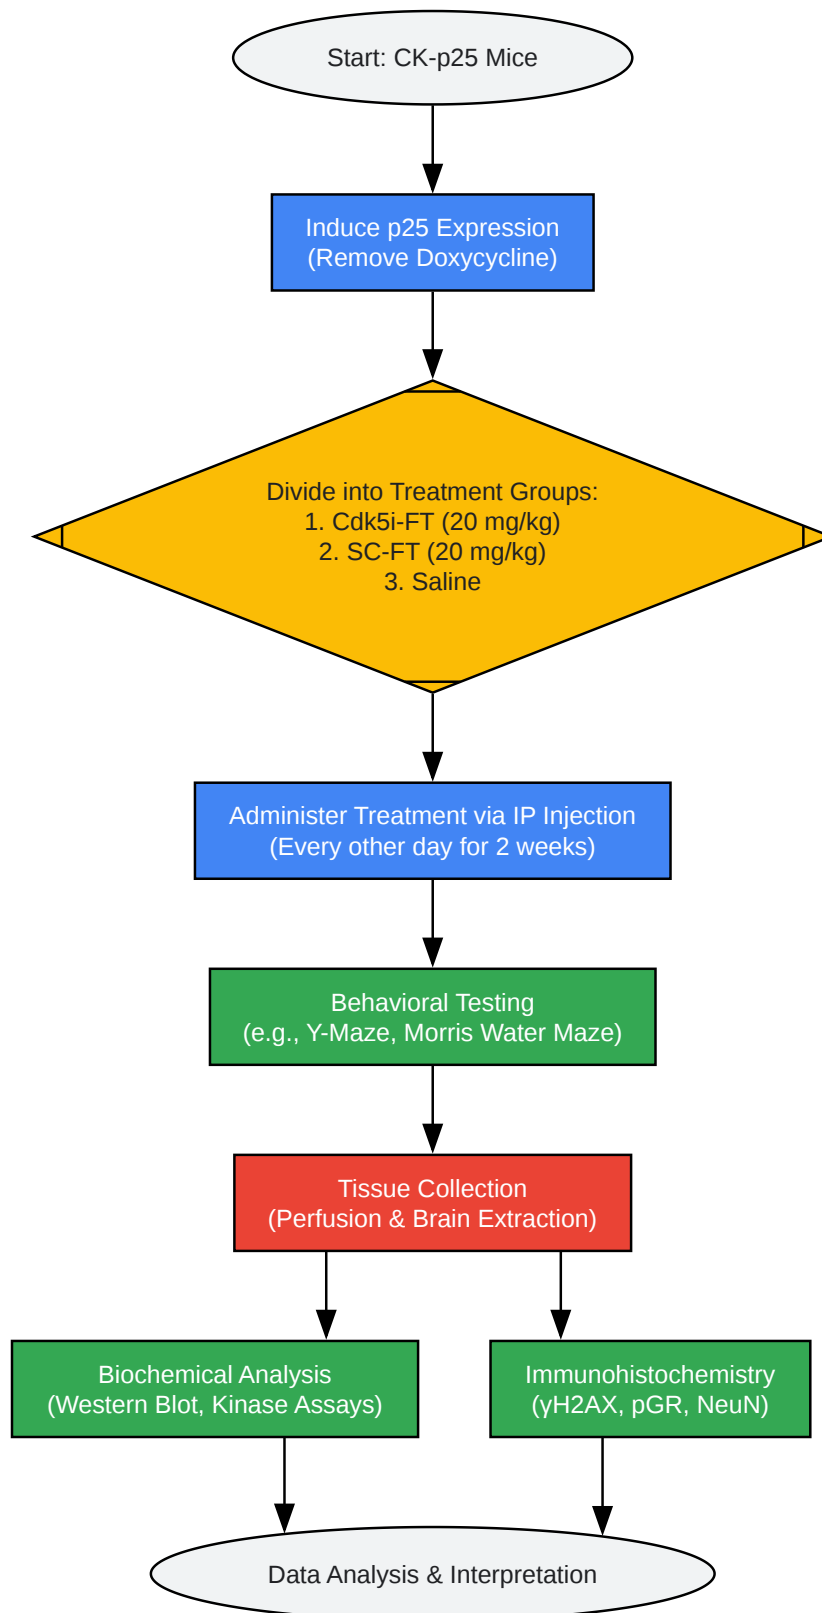 Start: CK-p25 Mice
Induce p25 Expression
(Remove Doxycycline)
Divide into Treatment Groups:
1. Cdk5i-FT (20 mg/kg)
2. SC-FT (20 mg/kg)
3. Saline
Administer Treatment via IP Injection
(Every other day for 2 weeks)
Behavioral Testing
(e.g., Y-Maze, Morris Water Maze)
Tissue Collection
(Perfusion & Brain Extraction)
Biochemical Analysis
(Western Blot, Kinase Assays)
Immunohistochemistry
(γH2AX, pGR, NeuN)
Data Analysis & Interpretation